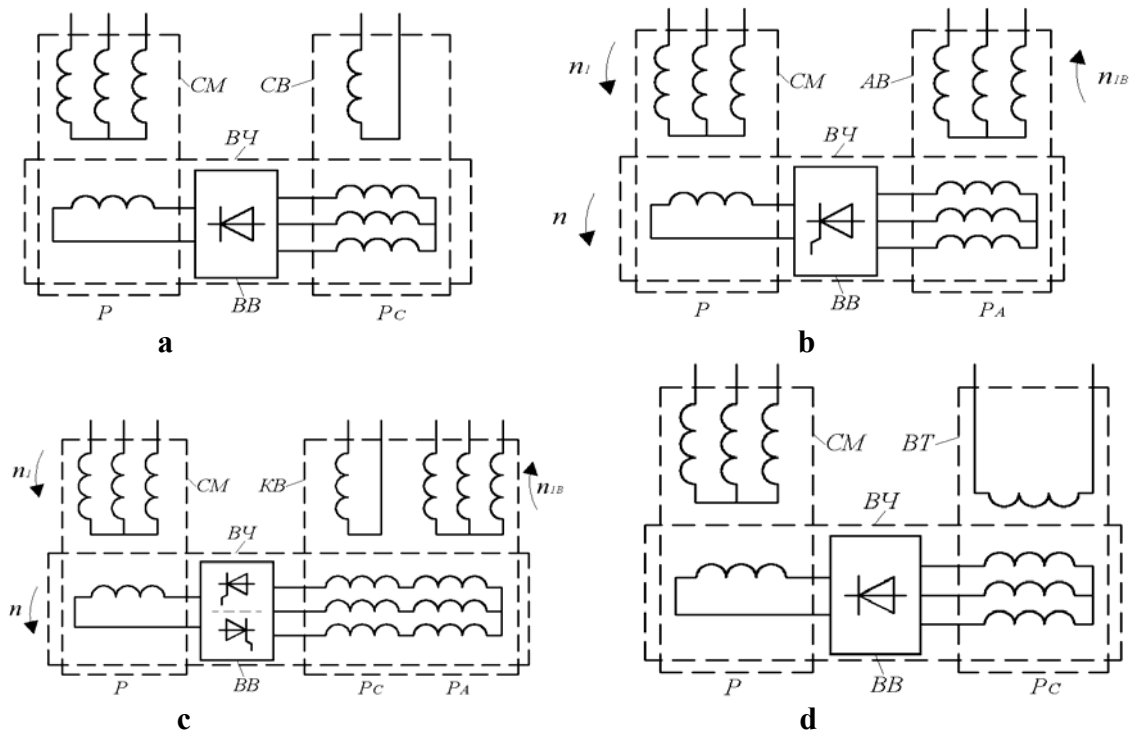 СМ
СВ
ВЧ
ВВ
Р
РС
a
n1
СМ
АВ
n1В
ВЧ
n
ВВ
Р
РА
b
n1
СМ
КВ
n1В
ВЧ
n
ВВ
Р
РС
РА
c
СМ
ВТ
ВЧ
ВВ
Р
РС
d